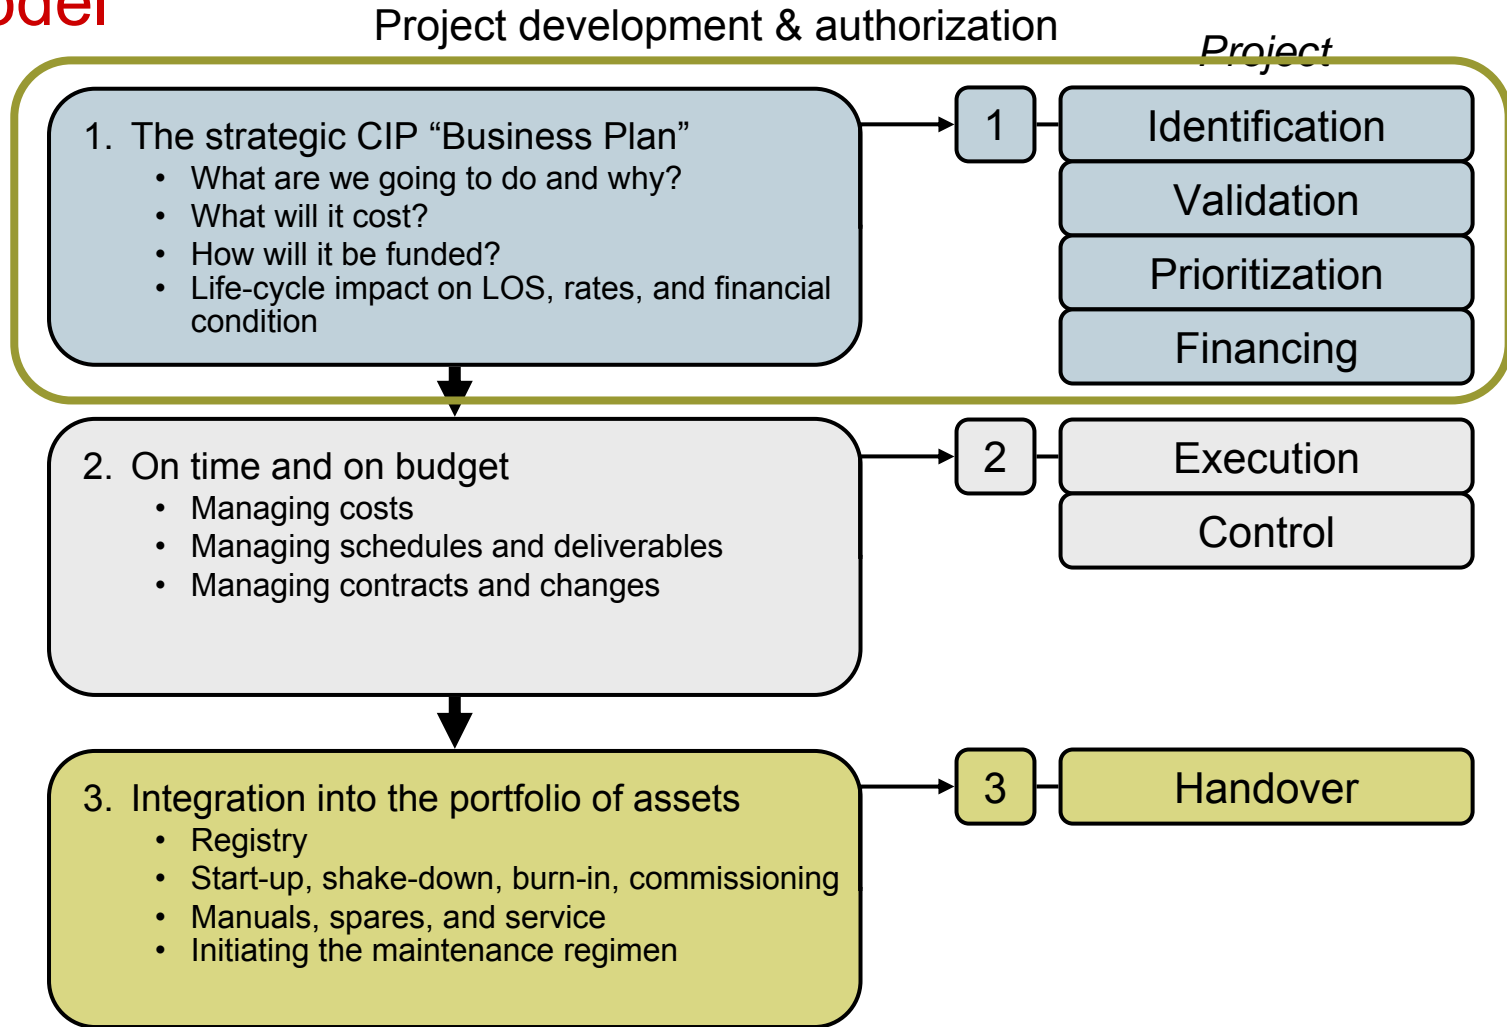 Project development & authorization
Project
1. The strategic CIP “Business Plan”
• What are we going to do and why?
• What will it cost?
• How will it be funded?
• Life-cycle impact on LOS, rates, and financial
condition
1
Identification
Validation
Prioritization
Financing
2. On time and on budget
• Managing costs
• Managing schedules and deliverables
• Managing contracts and changes
2
Execution
Control
3. Integration into the portfolio of assets
• Registry
• Start-up, shake-down, burn-in, commissioning
• Manuals, spares, and service
• Initiating the maintenance regimen
3
Handover